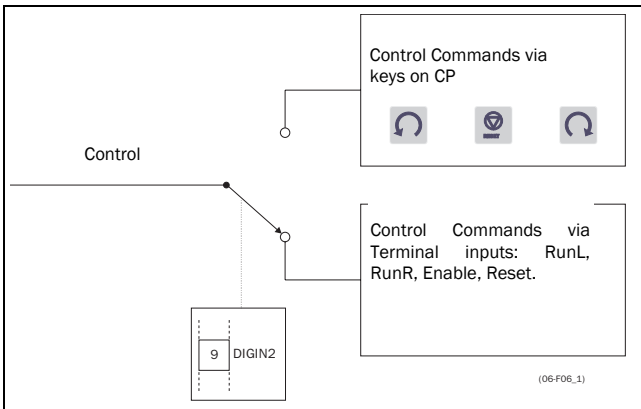 Control Commands via
keys on CP
Control
Control Commands via
Terminal inputs: RunL,
RunR, Enable, Reset.
9 DIGIN2
(06-F06_1)